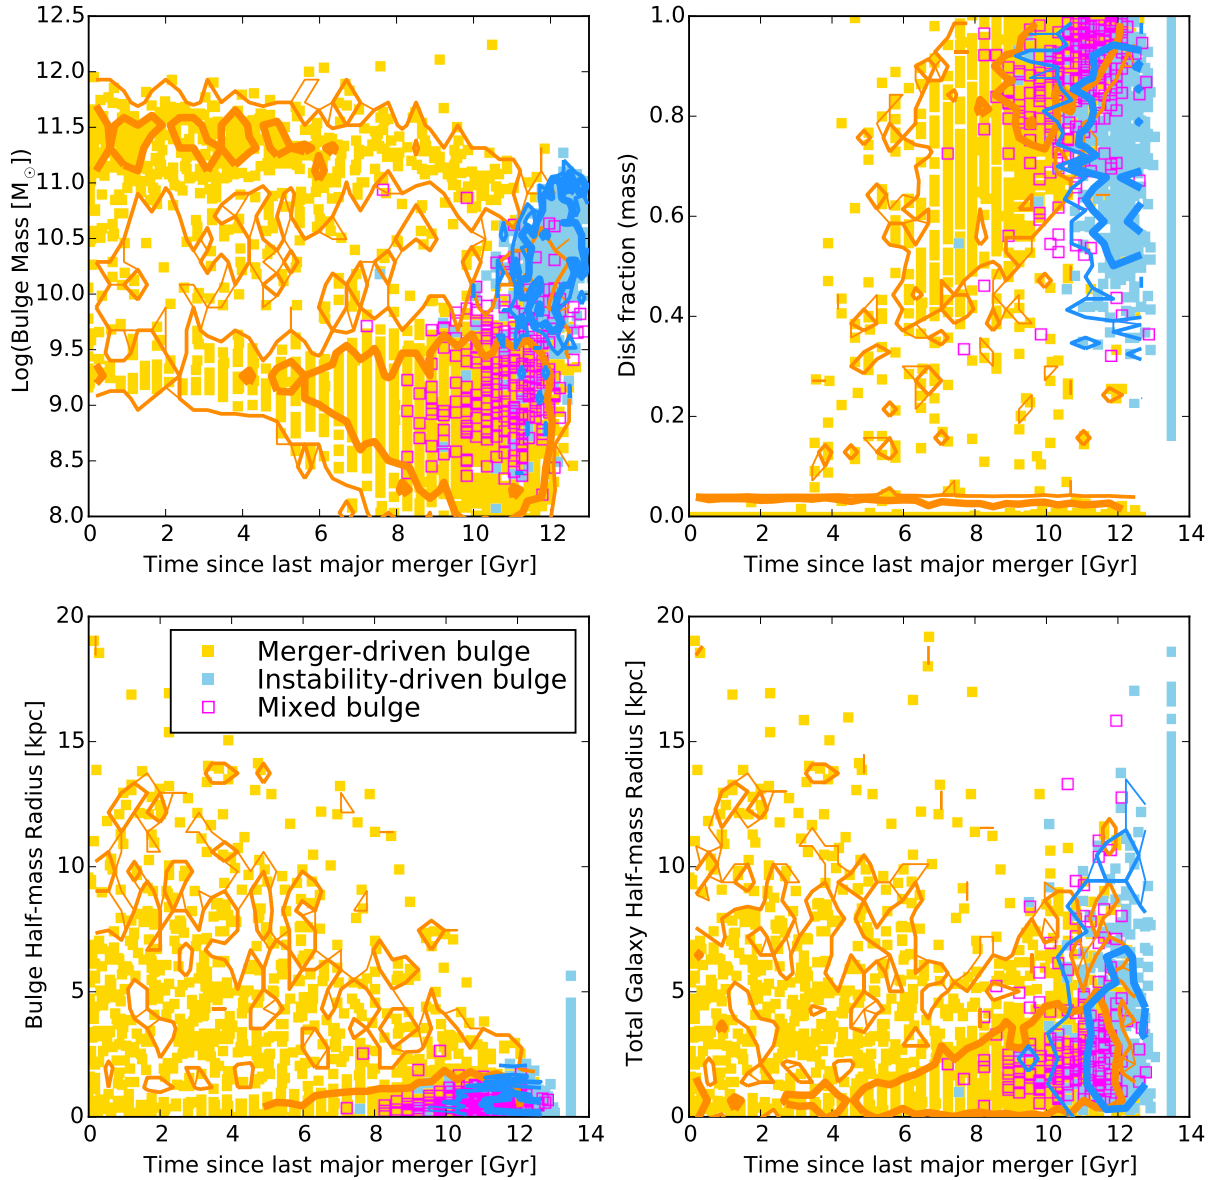 12.5
12.0
11.5
11.0
10.5
10.0
9.5
9.0
8.5
8.0
Log(Bulge Mass [M⊙])
0 2 4 6 8 10 12
Time since last major merger [Gyr]
1.0
0.8
0.6
0.4
0.2
0.0
Disk fraction (mass)
0 2 4 6 8 10 12 14
Time since last major merger [Gyr]
20
15
10
5
0
Bulge Half-mass Radius [kpc]
Merger-driven bulge
Instability-driven bulge
Mixed bulge
0 2 4 6 8 10 12 14
Time since last major merger [Gyr]
20
15
10
5
0
Total Galaxy Half-mass Radius [kpc]
0 2 4 6 8 10 12 14
Time since last major merger [Gyr]